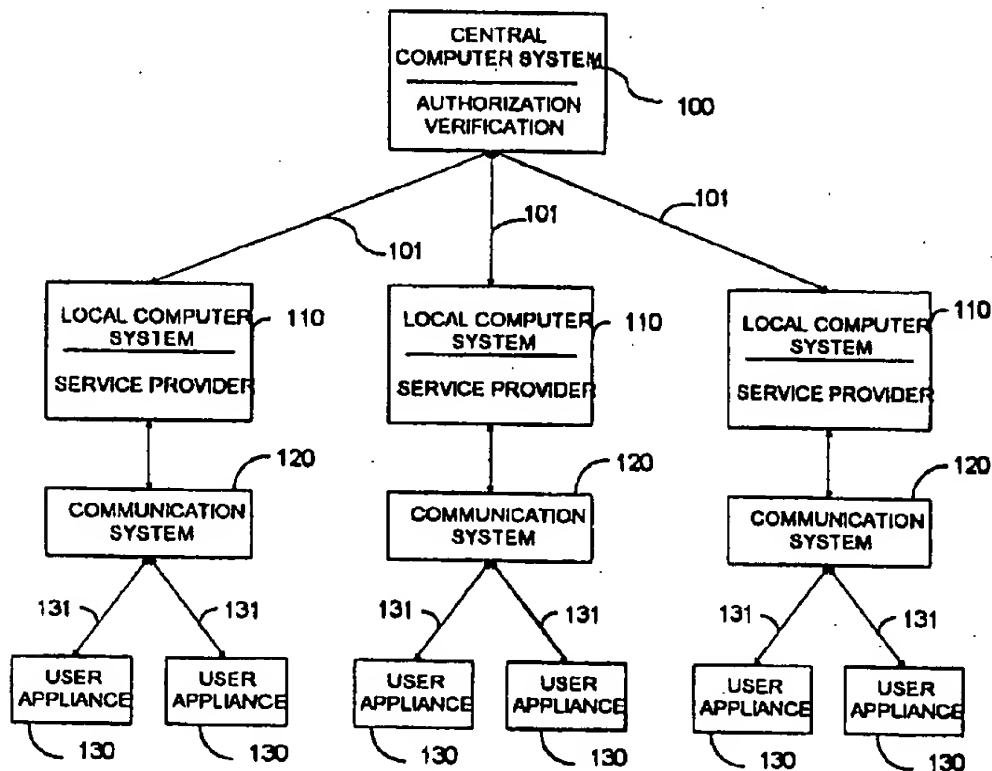 CENTRAL
COMPUTER SYSTEM
AUTHORIZATION
VERIFICATION
100
101
101
101
LOCAL COMPUTER
SYSTEM
SERVICE PROVIDER
110
LOCAL COMPUTER
SYSTEM
SERVICE PROVIDER
110
LOCAL COMPUTER
SYSTEM
SERVICE PROVIDER
110
120
COMMUNICATION
SYSTEM
120
COMMUNICATION
SYSTEM
120
COMMUNICATION
SYSTEM
131
131
131
131
131
131
USER
APPLIANCE
USER
APPLIANCE
USER
APPLIANCE
USER
APPLIANCE
USER
APPLIANCE
USER
APPLIANCE
130
130
130
130
130
130